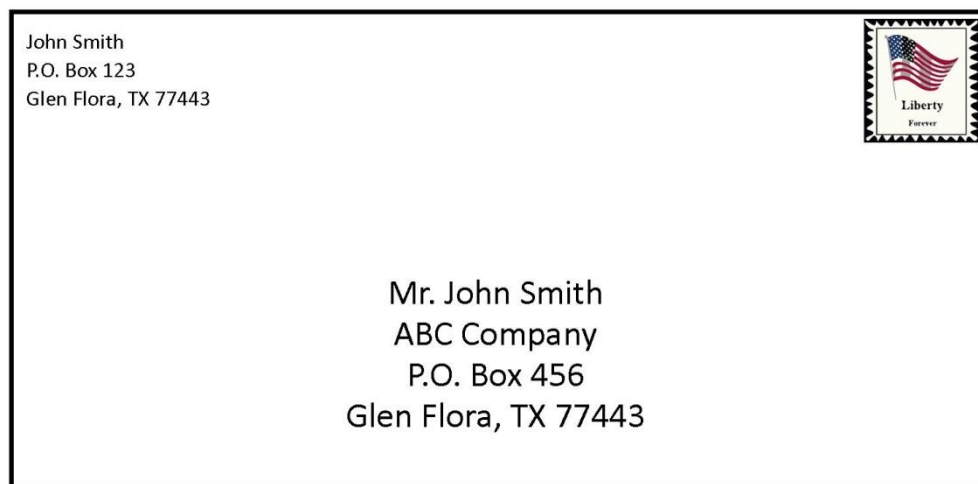 John Smith
P.O. Box 123
Glen Flora, TX 77443
Liberty
Forever
Mr. John Smith
ABC Company
P.O. Box 456
Glen Flora, TX 77443